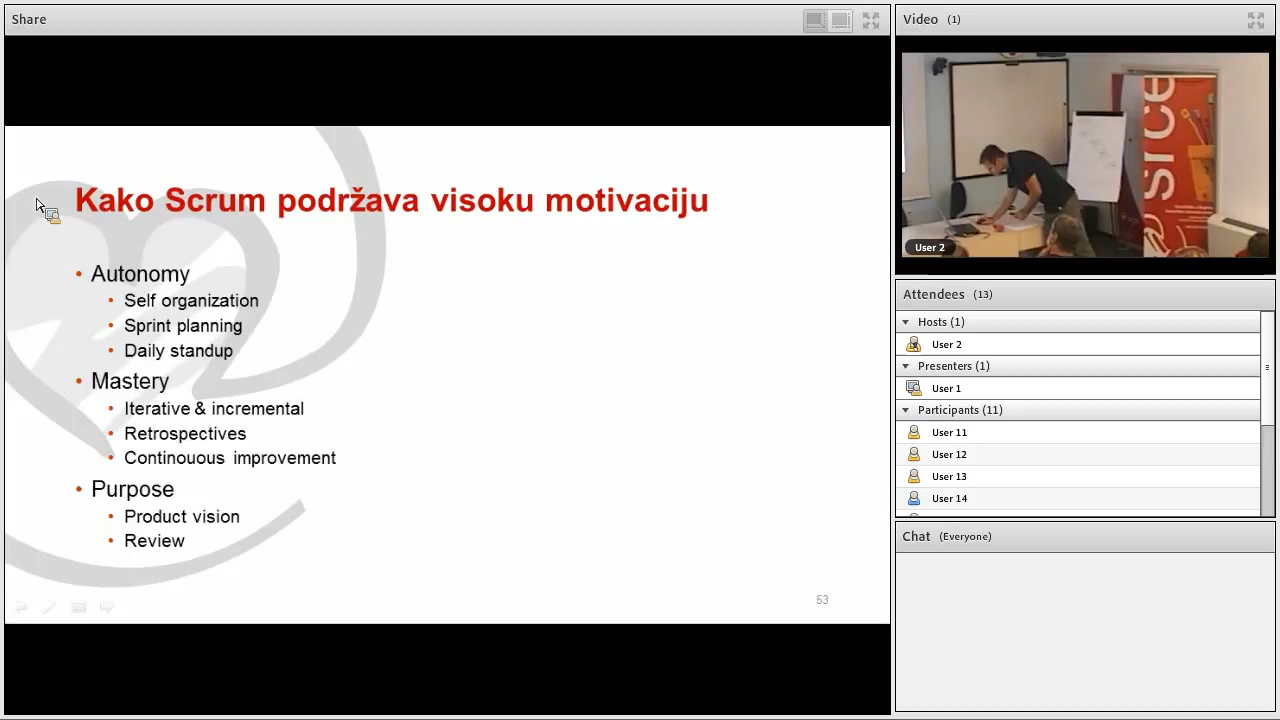 Share
Kako Scrum podržava visoku motivaciju
• Autonomy
• Self organization
• Sprint planning
• Daily standup
• Mastery
• Iterative & incremental
• Retrospectives
• Continouous improvement
• Purpose
• Product vision
• Review
53
Video (1)
srce
User 2
Attendees (13)
Hosts (1)
User 2
Presenters (1)
User 1
Participants (11)
User 11
User 12
User 13
User 14
Chat (Everyone)